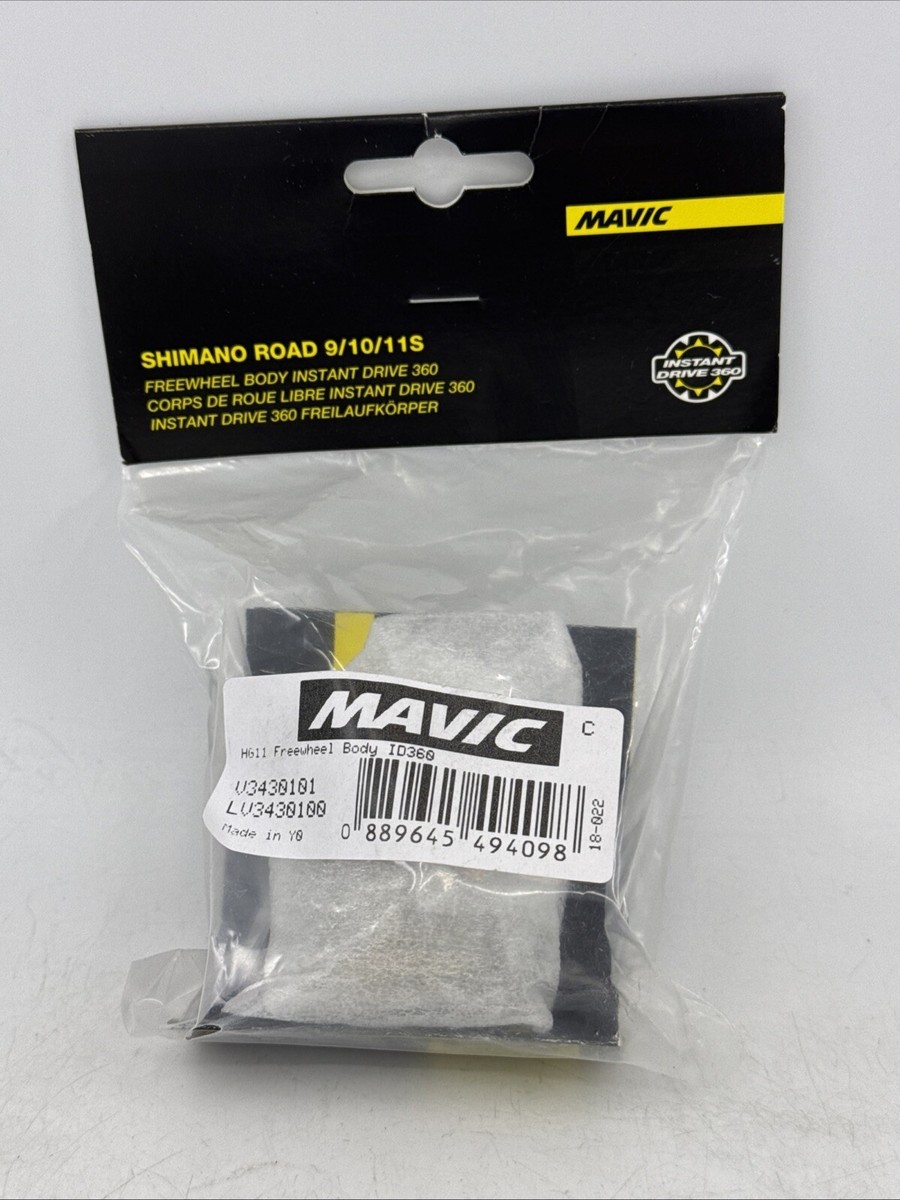 MAVIC
SHIMANO ROAD 9/10/11S
FREEWHEEL BODY INSTANT DRIVE 360
CORPS DE ROUE LIBRE INSTANT DRIVE 360
INSTANT DRIVE 360 FREILAUFKÖRPER
INSTANT
DRIVE 360
MAVIC
C
HG11 Freewheel Body ID360
V3430101
LV3430100
Made in Y0
0 889645 494098
18-022